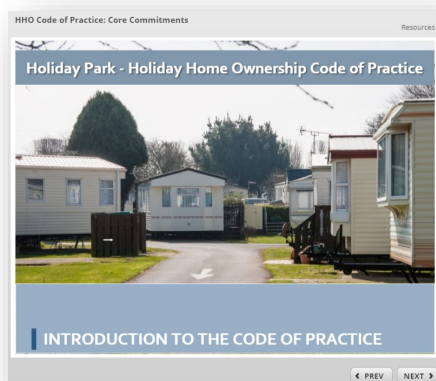 HHO Code of Practice: Core Commitments
Resources
Holiday Park - Holiday Home Ownership Code of Practice
INTRODUCTION TO THE CODE OF PRACTICE
PREV
NEXT